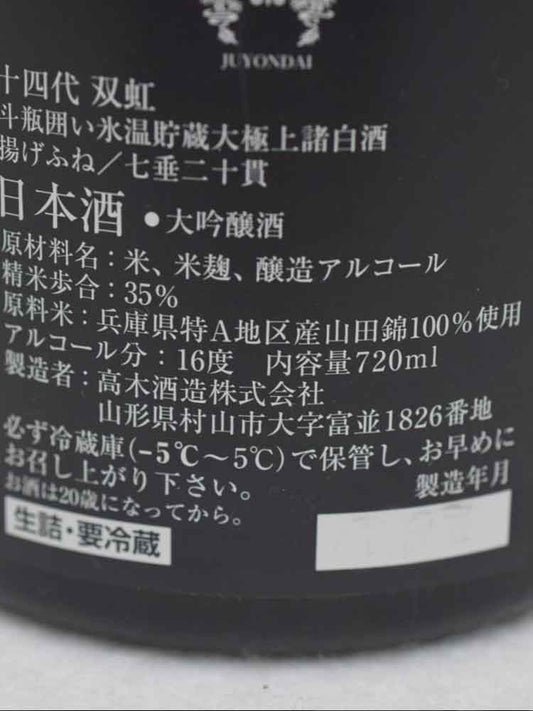 JUYONDAI
十四代 双虹
斗瓶囲い氷温貯蔵大極上諸白酒
揚げふね/七垂二十貫
日本酒 ●大吟醸酒
原材料名：米、米麹、醸造アルコール
精米歩合：35%
原料米：兵庫県特A地区産山田錦100%使用
アルコール分：16度 内容量720ml
製造者：高木酒造株式会社
山形県村山市大字富並1826番地
必ず冷蔵庫(-5℃～5℃)で保管し、お早めに
お召し上がり下さい。
お酒は20歳になってから。
製造年月
生詰・要冷蔵